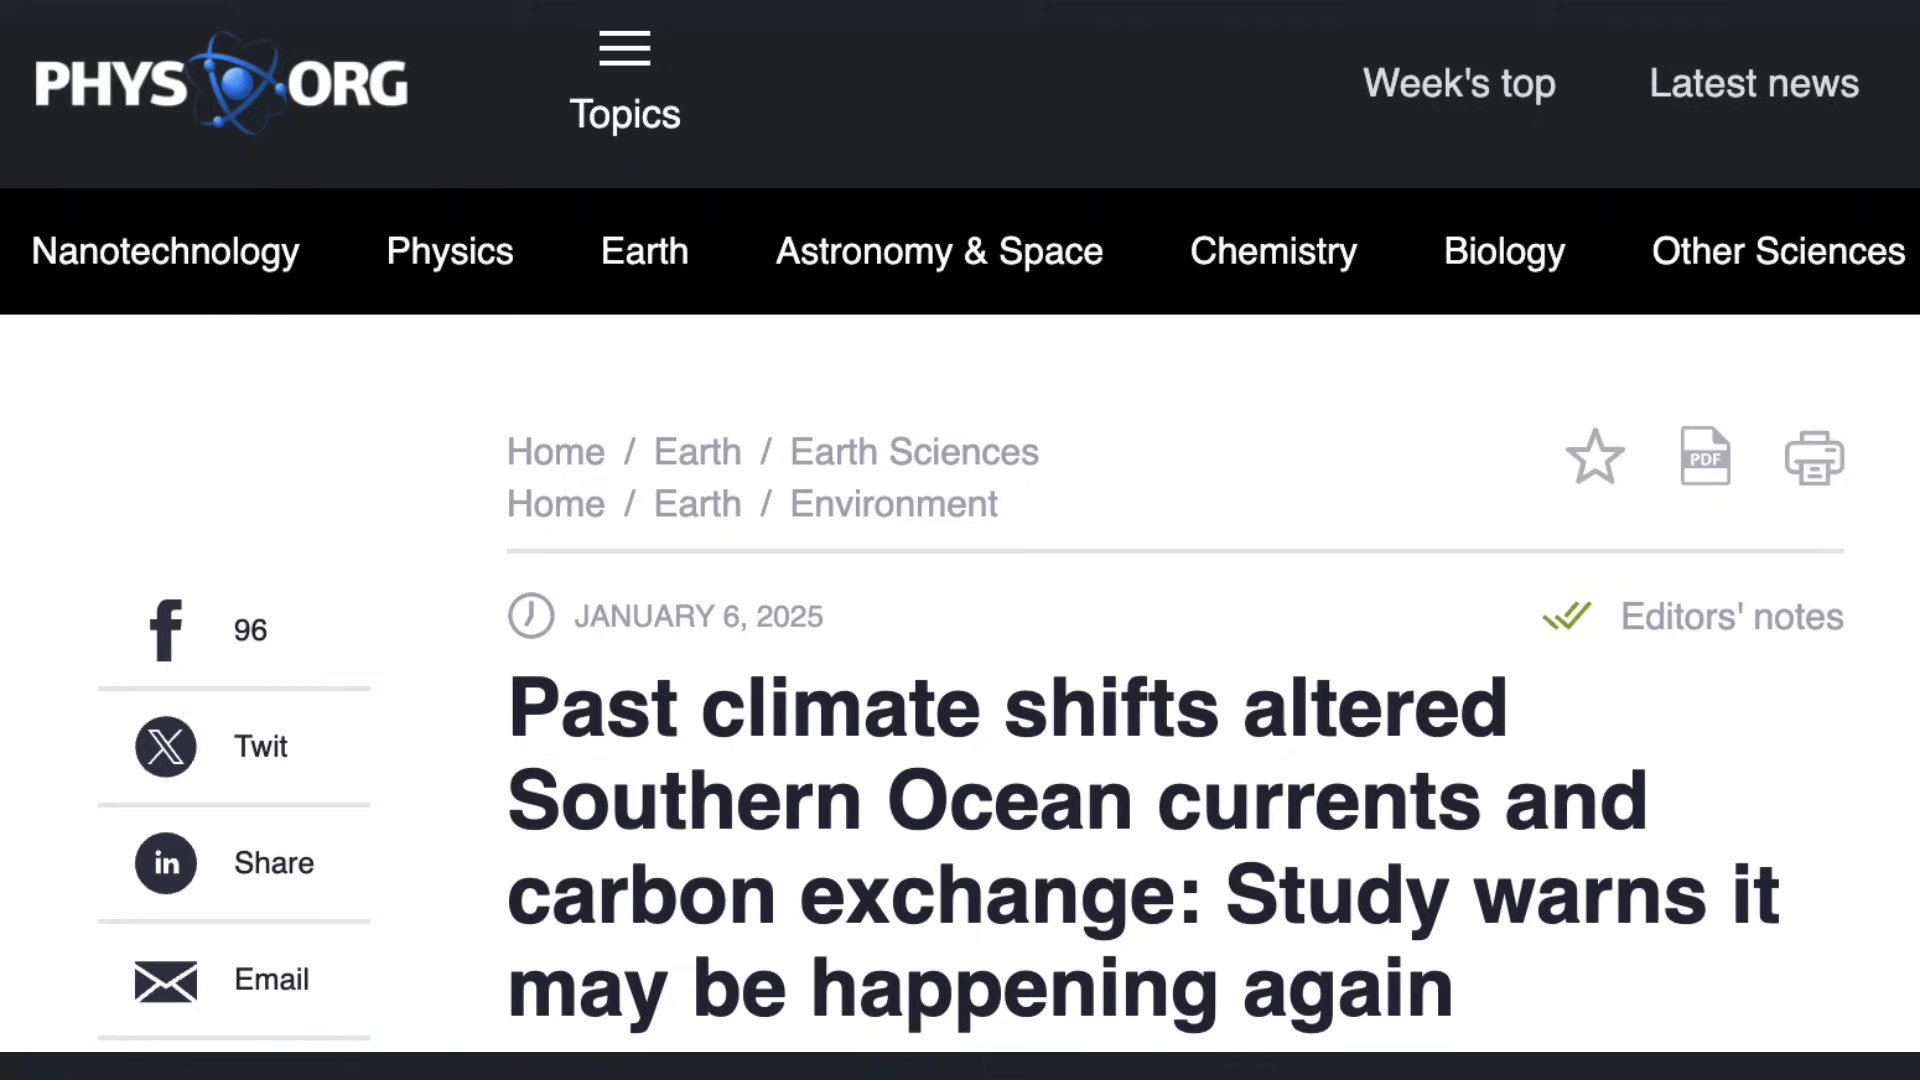 PHYS ORG
Topics
Week's top
Latest news
Nanotechnology
Physics
Earth
Astronomy & Space
Chemistry
Biology
Other Sciences
Home / Earth / Earth Sciences
Home / Earth / Environment
PDF
JANUARY 6, 2025
Editors' notes
Past climate shifts altered
Southern Ocean currents and
carbon exchange: Study warns it
may be happening again
f 96
X Twit
in Share
Email